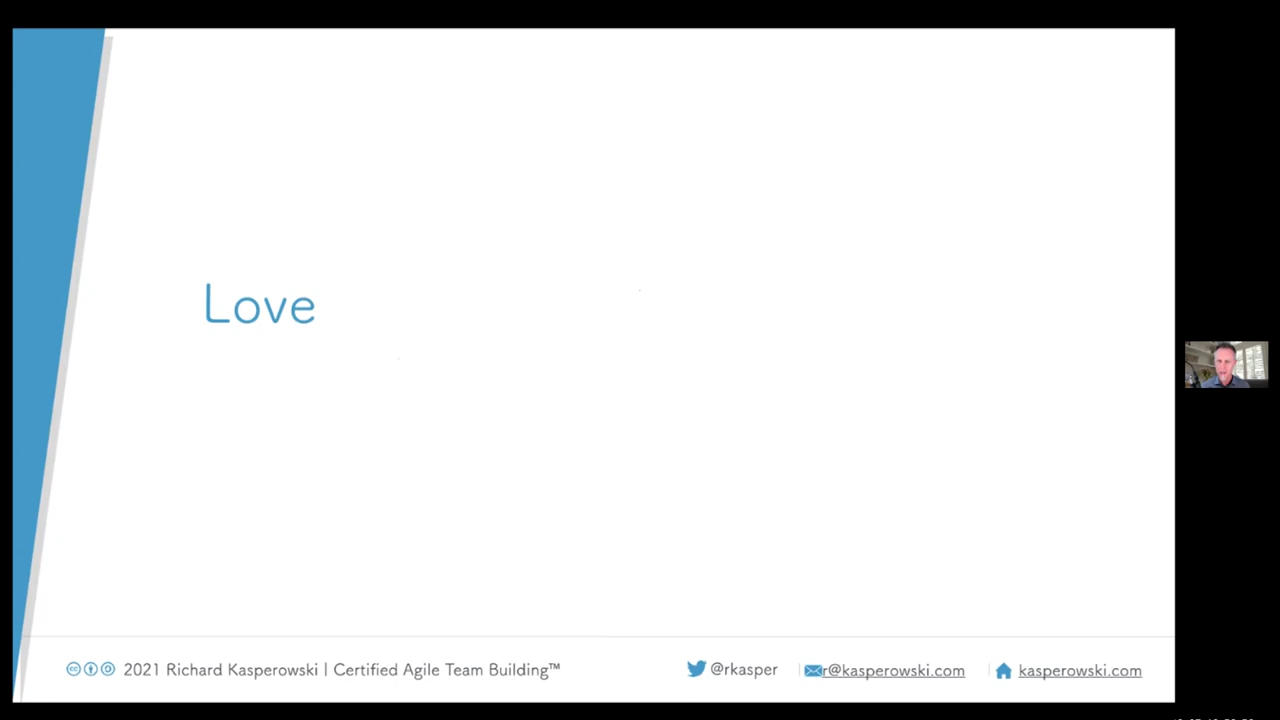 Love
2021 Richard Kasperowski | Certified Agile Team Building™
@rkasper
r@kasperowski.com
kasperowski.com